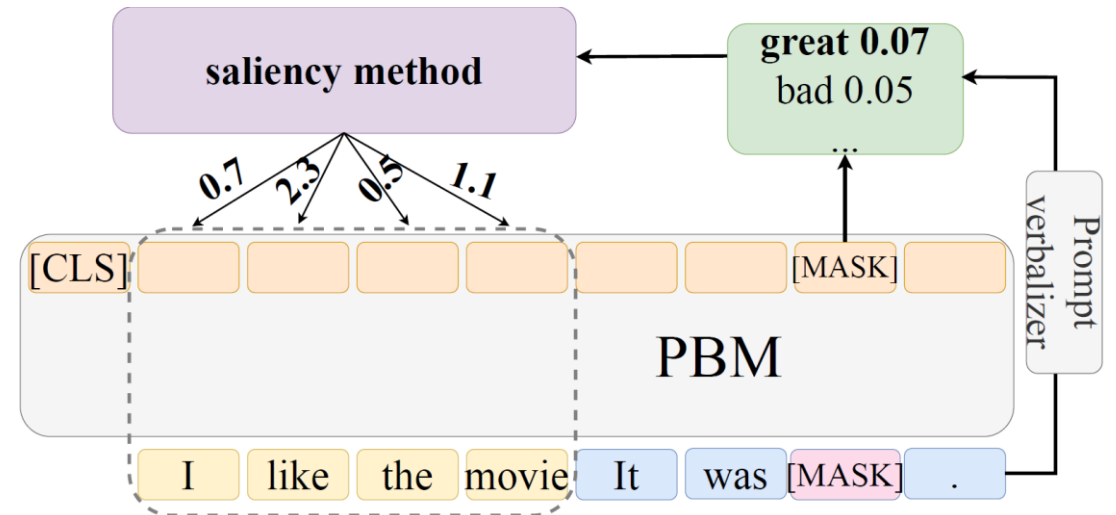 saliency method
great 0.07
bad 0.05
...
0.7
2.3
0.5
1.1
Prompt
verbalizer
[CLS]
[MASK]
PBM
I like the movie It was [MASK] .